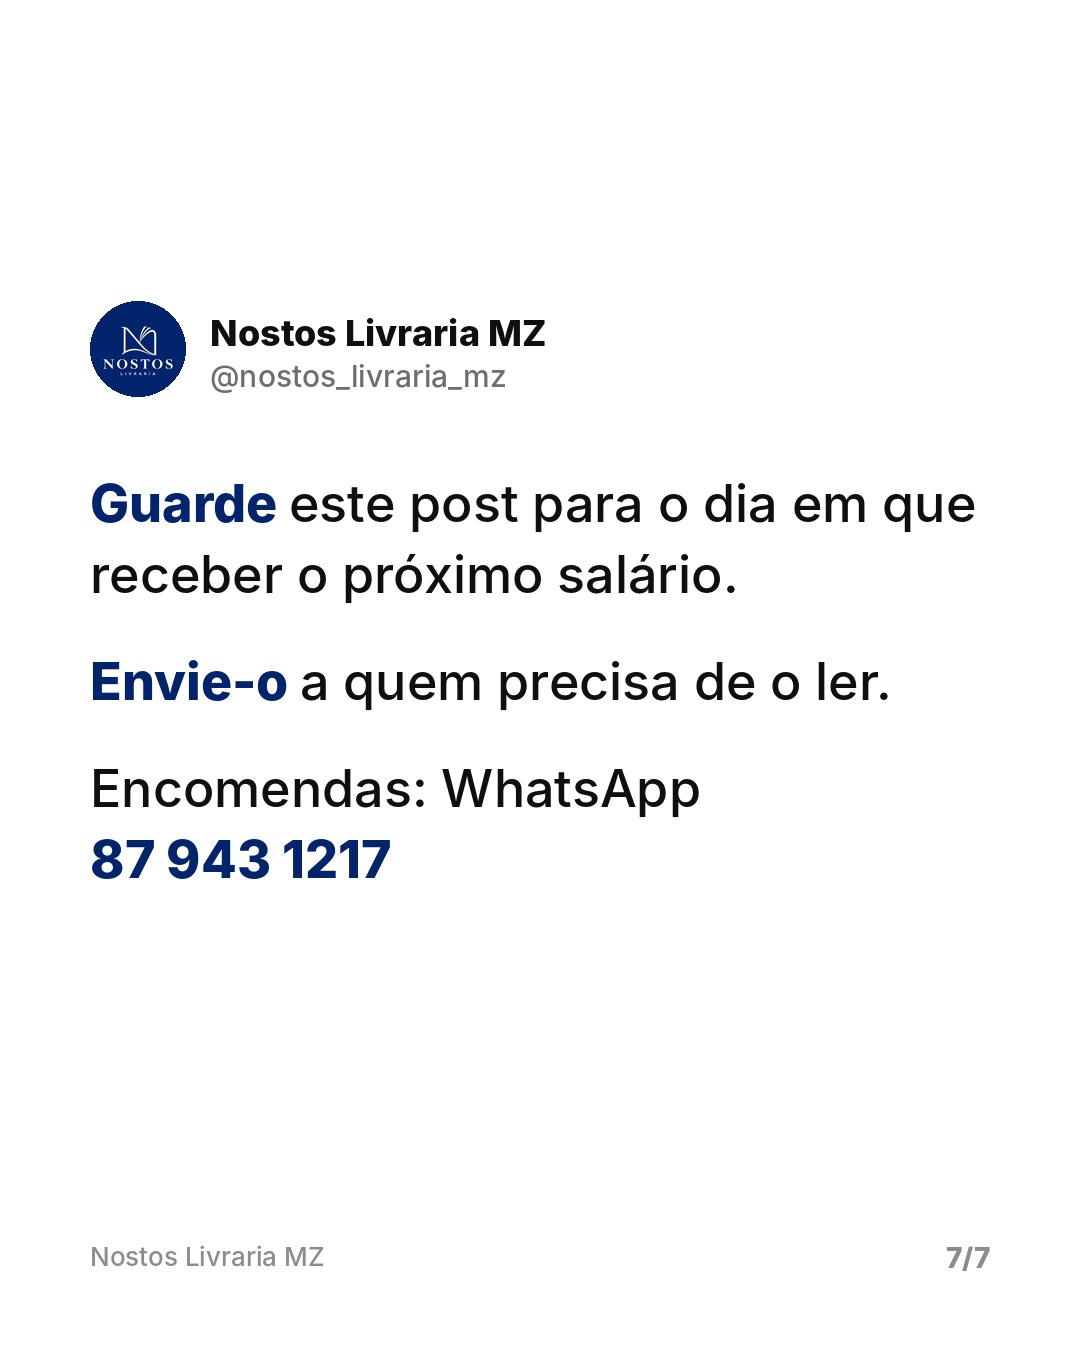 NOSTOS
LIVRARIA
Nostos Livraria MZ
@nostos_livraria_mz
Guarde este post para o dia em que
receber o próximo salário.
Envie-o a quem precisa de o ler.
Encomendas: WhatsApp
87 943 1217
Nostos Livraria MZ
7/7